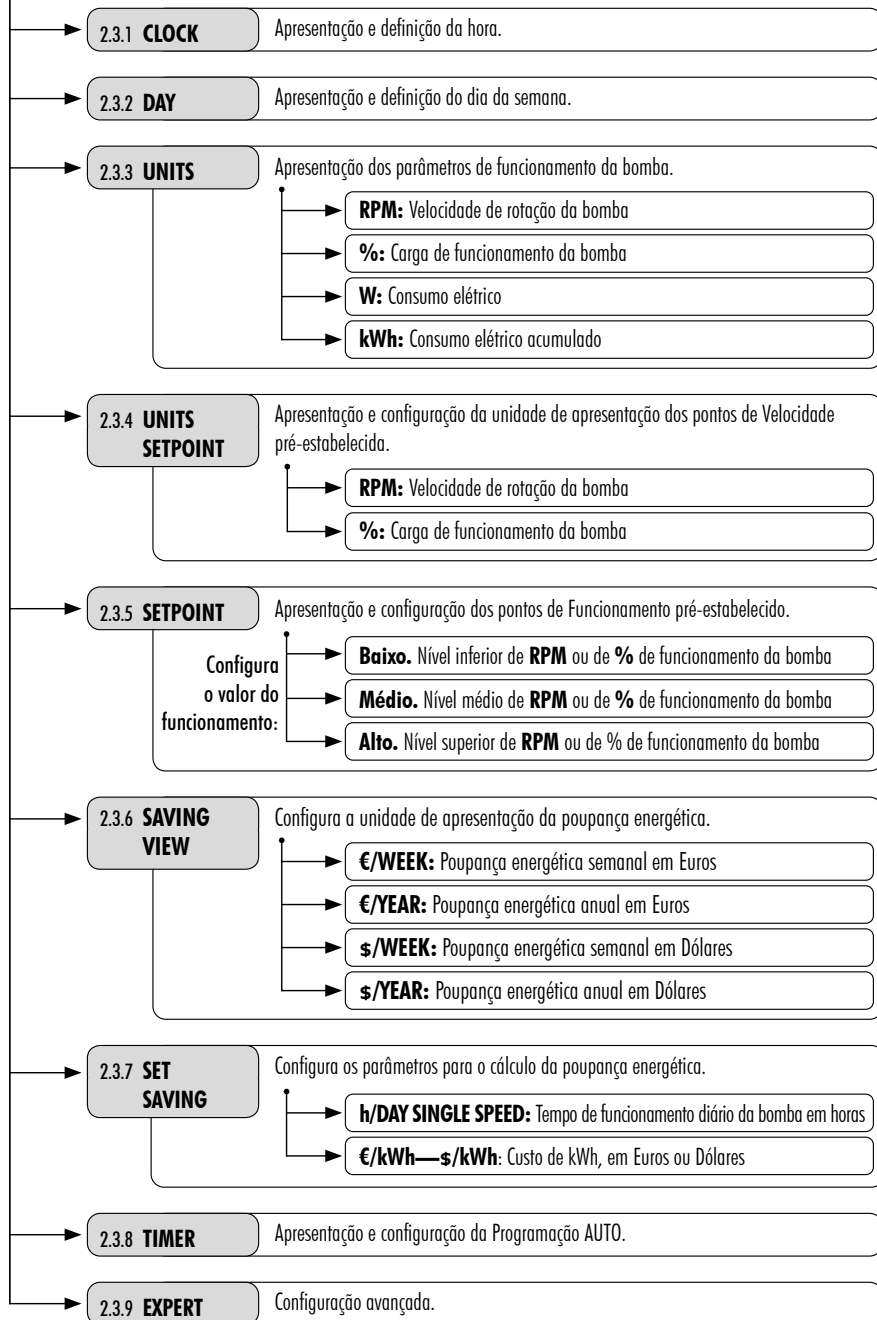 2.3.1 CLOCK Apresentação e definição da hora.
2.3.2 DAY Apresentação e definição do dia da semana.
2.3.3 UNITS Apresentação dos parâmetros de funcionamento da bomba.
RPM: Velocidade de rotação da bomba
%: Carga de funcionamento da bomba
W: Consumo elétrico
kWh: Consumo elétrico acumulado
2.3.4 UNITS
SETPOINT
Apresentação e configuração da unidade de apresentação dos pontos de Velocidade
pré-estabelecida.
RPM: Velocidade de rotação da bomba
%: Carga de funcionamento da bomba
2.3.5 SETPOINT Apresentação e configuração dos pontos de Funcionamento pré-estabelecido.
Configura
o valor do
funcionamento:
Baixo. Nível inferior de RPM ou de % de funcionamento da bomba
Médio. Nível médio de RPM ou de % de funcionamento da bomba
Alto. Nível superior de RPM ou de % de funcionamento da bomba
2.3.6 SAVING
VIEW
Configura a unidade de apresentação da poupança energética.
€/WEEK: Poupança energética semanal em Euros
€/YEAR: Poupança energética anual em Euros
$/WEEK: Poupança energética semanal em Dólares
$/YEAR: Poupança energética anual em Dólares
2.3.7 SET
SAVING
Configura os parâmetros para o cálculo da poupança energética.
h/DAY SINGLE SPEED: Tempo de funcionamento diário da bomba em horas
€/kWh—$/kWh: Custo de kWh, em Euros ou Dólares
2.3.8 TIMER Apresentação e configuração da Programação AUTO.
2.3.9 EXPERT Configuração avançada.